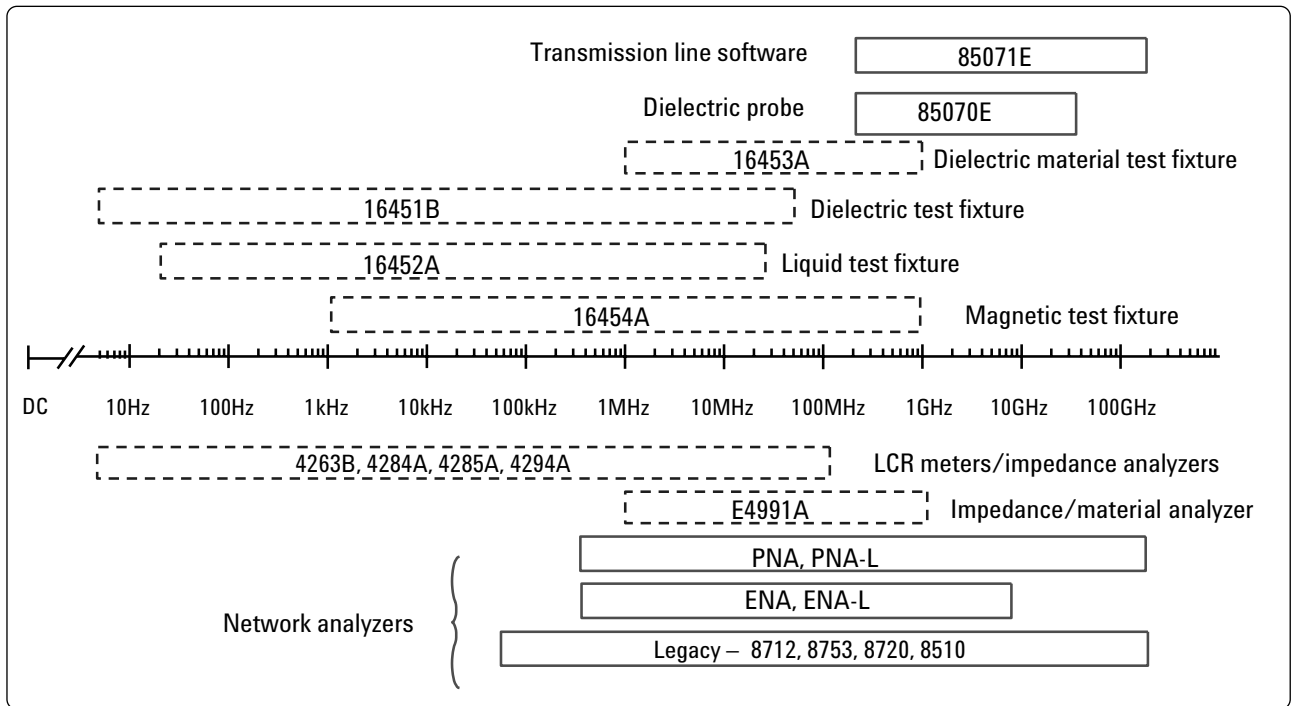 Transmission line software 85071E
Dielectric probe 85070E
16453A Dielectric material test fixture
16451B Dielectric test fixture
16452A Liquid test fixture
16454A Magnetic test fixture
DC 10Hz 100Hz 1kHz 10kHz 100kHz 1MHz 10MHz 100MHz 1GHz 10GHz 100GHz
4263B, 4284A, 4285A, 4294A LCR meters/impedance analyzers
E4991A Impedance/material analyzer
PNA, PNA-L
ENA, ENA-L
Network analyzers
Legacy – 8712, 8753, 8720, 8510